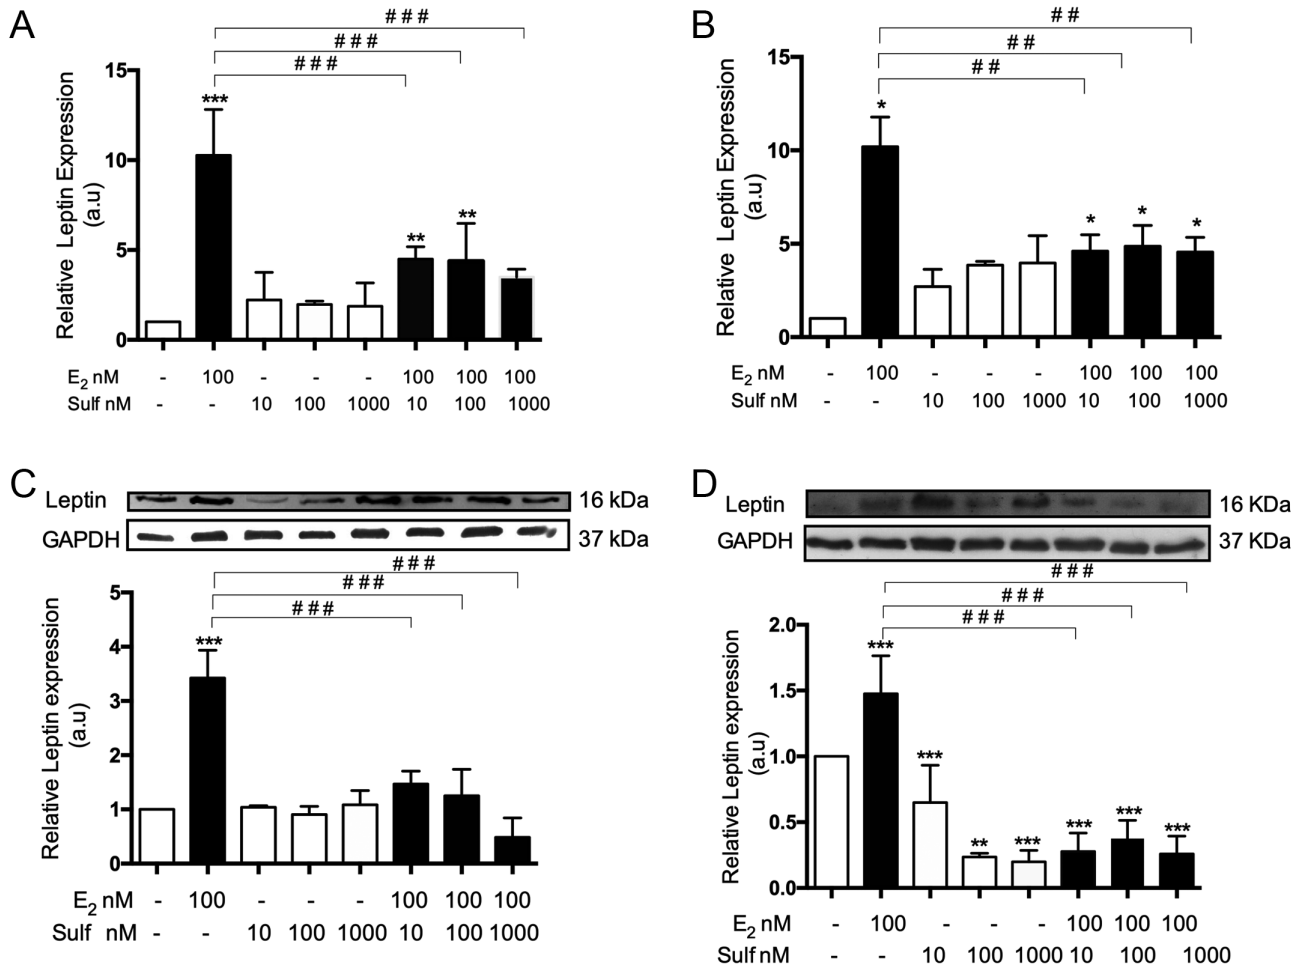 A
# # #
# # #
# # #
15
10
5
0
Relative Leptin Expression
(a.u)
***
**
**
E2 nM - 100 - - - 100 100 100
Sulf nM - - 10 100 1000 10 100 1000
B
# #
# #
# #
15
10
5
0
Relative Leptin Expression
(a.u)
*
*
*
*
E2 nM - 100 - - - 100 100 100
Sulf nM - - 10 100 1000 10 100 1000
C
Leptin 16 kDa
GAPDH 37 kDa
# # #
# # #
# # #
5
4
3
2
1
0
Relative Leptin expression
(a.u)
***
E2 nM - 100 - - - 100 100 100
Sulf nM - - 10 100 1000 10 100 1000
D
Leptin 16 KDa
GAPDH 37 KDa
# # #
# # #
# # #
2.0
1.5
1.0
0.5
0.0
Relative Leptin expression
(a.u)
***
***
**
***
***
***
***
E2 nM - 100 - - - 100 100 100
Sulf nM - - 10 100 1000 10 100 1000